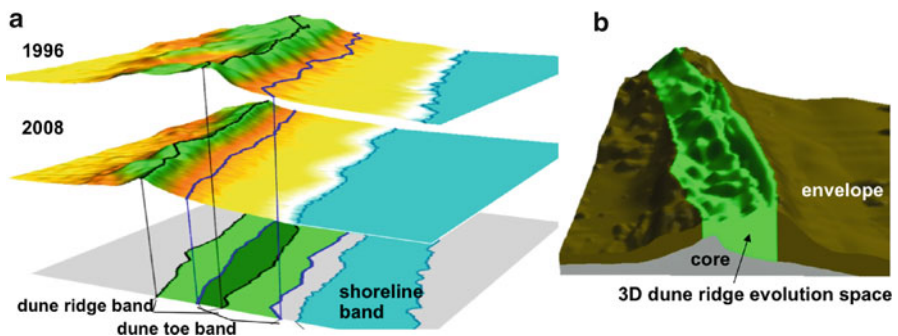 a
1996
2008
dune ridge band
dune toe band
shoreline
band
b
envelope
core
3D dune ridge evolution space